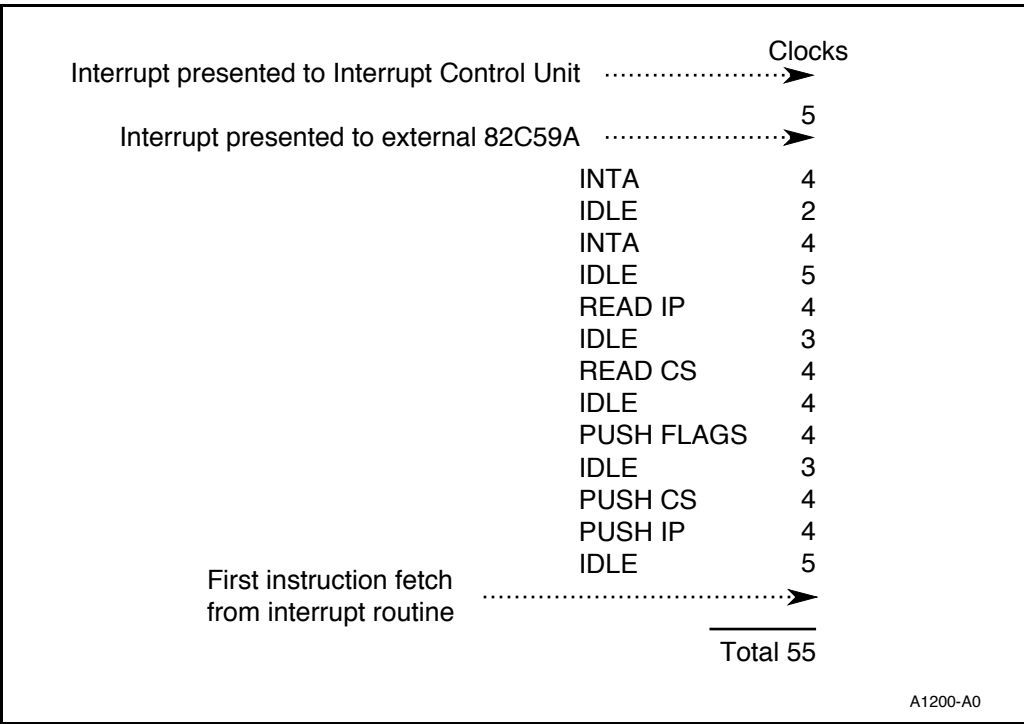 Clocks
Interrupt presented to Interrupt Control Unit
5
Interrupt presented to external 82C59A
INTA 4
IDLE 2
INTA 4
IDLE 5
READ IP 4
IDLE 3
READ CS 4
IDLE 4
PUSH FLAGS 4
IDLE 3
PUSH CS 4
PUSH IP 4
IDLE 5
First instruction fetch
from interrupt routine
Total 55
A1200-A0